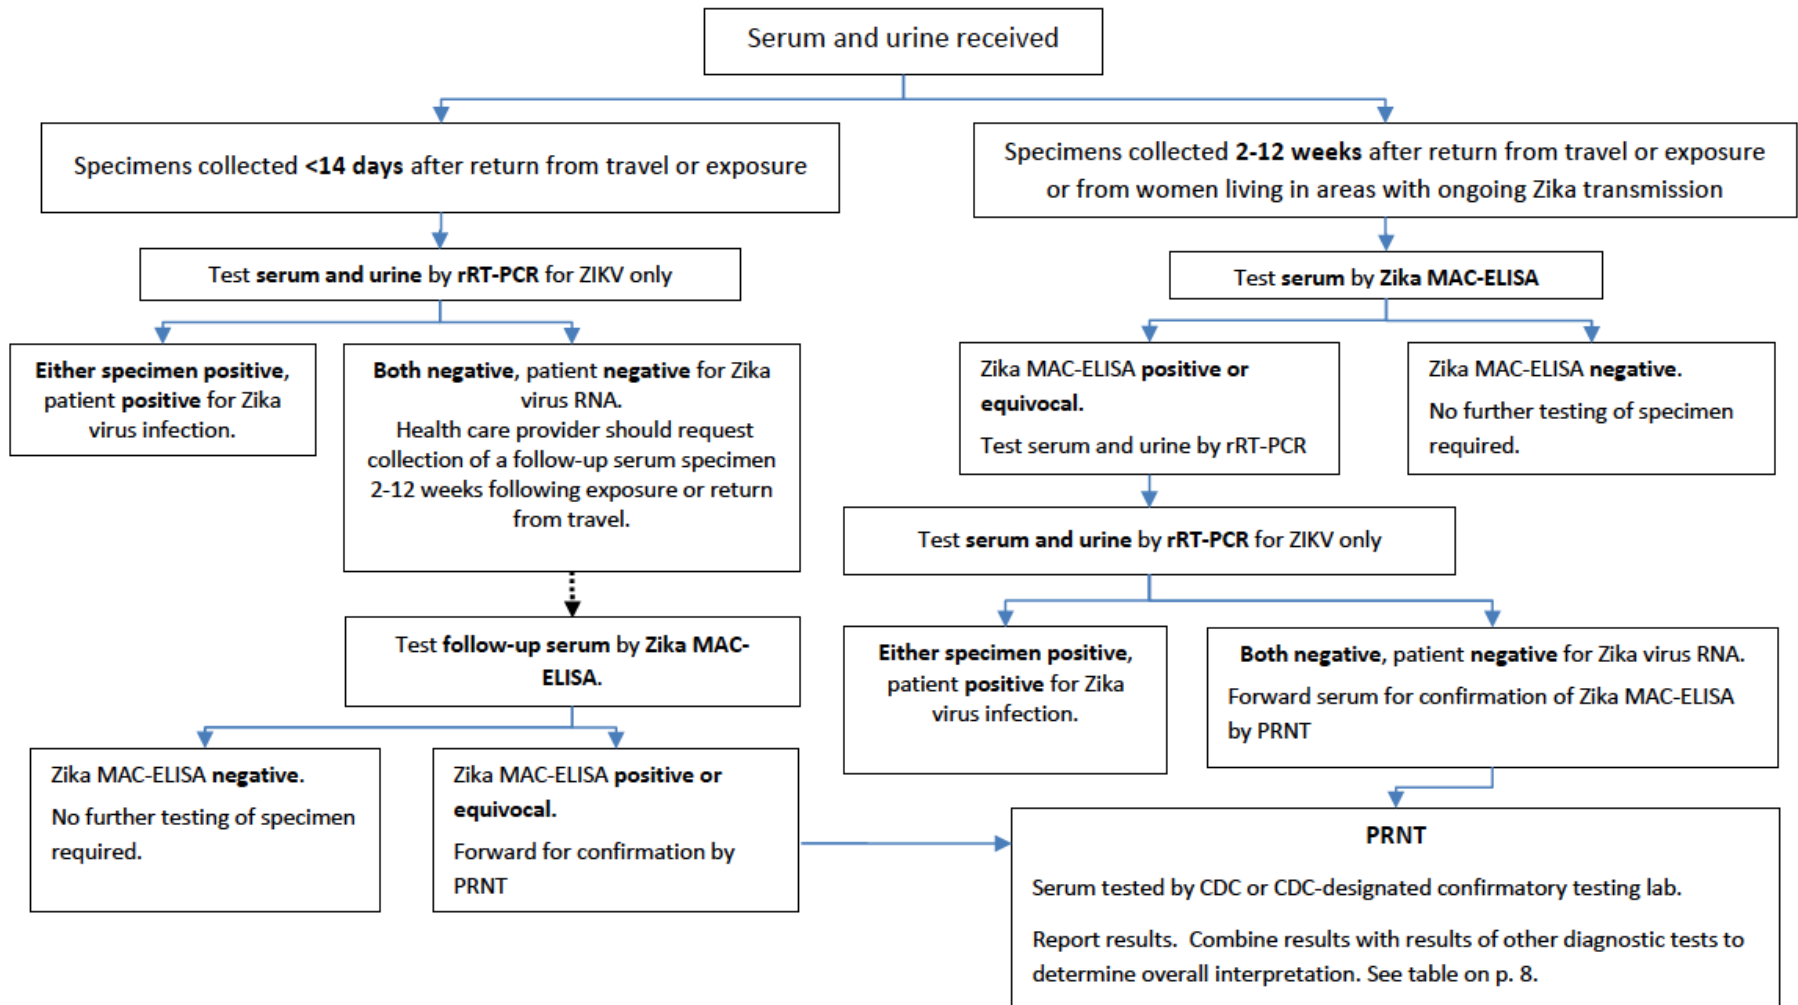 Serum and urine received
Specimens collected <14 days after return from travel or exposure
Specimens collected 2-12 weeks after return from travel or exposure
or from women living in areas with ongoing Zika transmission
Test serum and urine by rRT-PCR for ZIKV only
Test serum by Zika MAC-ELISA
Either specimen positive,
patient positive for Zika
virus infection.
Both negative, patient negative for Zika
virus RNA.
Health care provider should request
collection of a follow-up serum specimen
2-12 weeks following exposure or return
from travel.
Zika MAC-ELISA positive or
equivocal.
Test serum and urine by rRT-PCR
Zika MAC-ELISA negative.
No further testing of specimen
required.
Test serum and urine by rRT-PCR for ZIKV only
Test follow-up serum by Zika MAC-
ELISA.
Either specimen positive,
patient positive for Zika
virus infection.
Both negative, patient negative for Zika virus RNA.
Forward serum for confirmation of Zika MAC-ELISA
by PRNT
Zika MAC-ELISA negative.
No further testing of specimen
required.
Zika MAC-ELISA positive or
equivocal.
Forward for confirmation by
PRNT
PRNT
Serum tested by CDC or CDC-designated confirmatory testing lab.
Report results.  Combine results with results of other diagnostic tests to
determine overall interpretation. See table on p. 8.